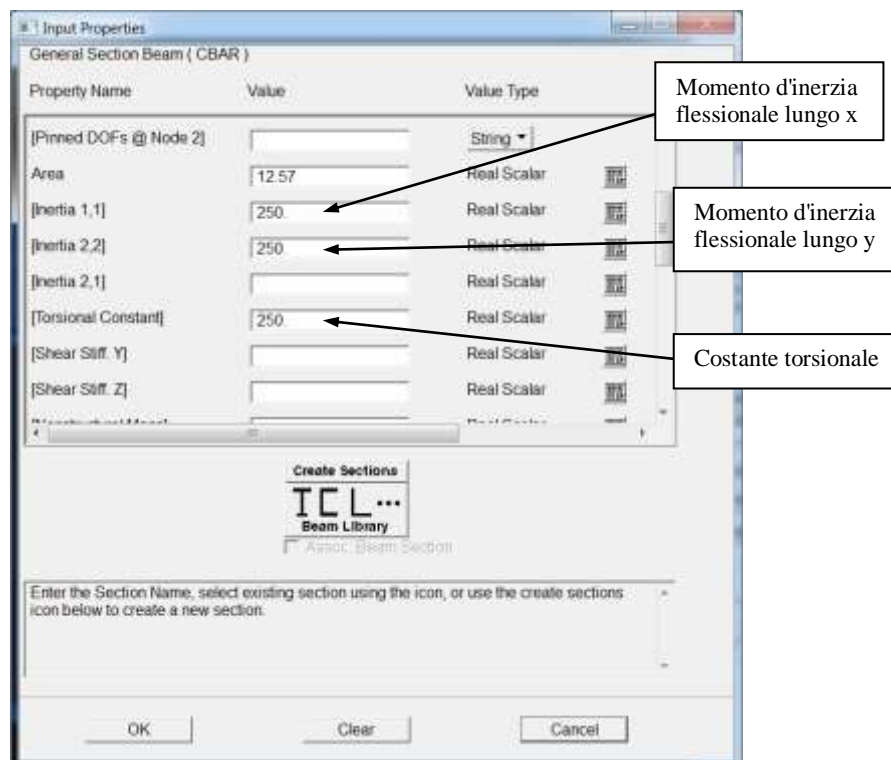 Input Properties
General Section Beam ( CBAR )
Property Name Value Value Type
Momento d'inerzia
flessionale lungo x
[Pinned DOFs @ Node 2] String
Area 12.57 Real Scalar
[Inertia 1,1] 250. Real Scalar
Momento d'inerzia
flessionale lungo y
[Inertia 2,2] 250. Real Scalar
[Inertia 2,1] Real Scalar
[Torsional Constant] 250. Real Scalar
Costante torsionale
[Shear Stiff. Y] Real Scalar
[Shear Stiff. Z] Real Scalar
Create Sections
Beam Library
Assoc. Beam Section
Enter the Section Name, select existing section using the icon, or use the create sections
icon below to create a new section.
OK Clear Cancel